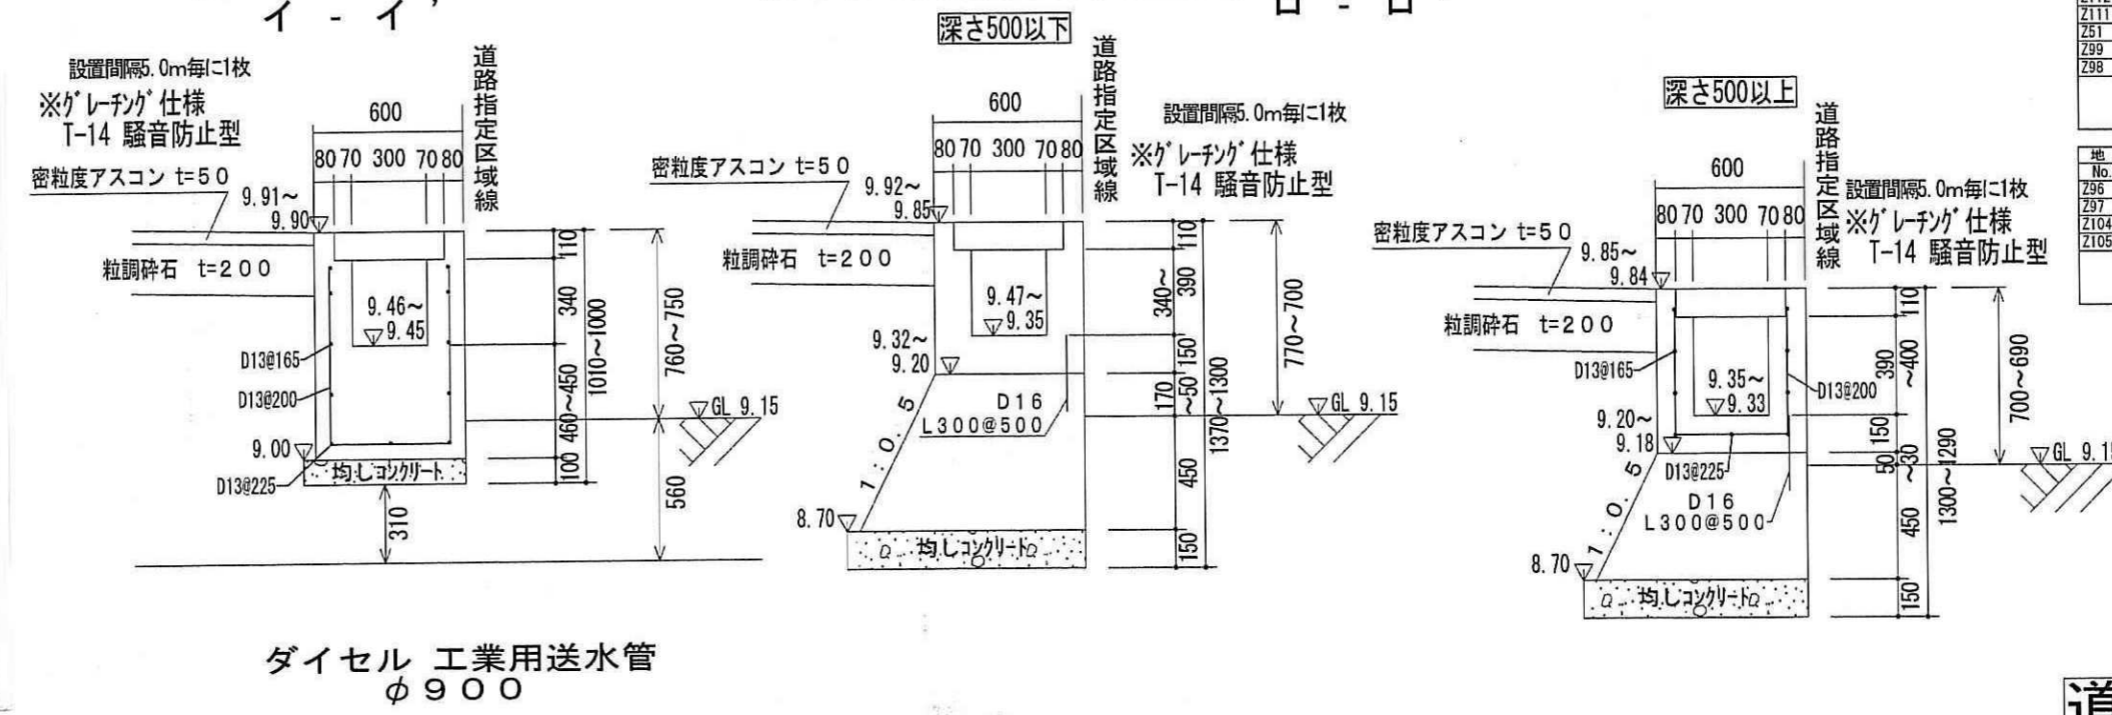 イ - イ’
設置間隔5.0m毎に1枚
※グレーチング仕様
T-14 騒音防止型
道路指定区域線
600
80 70 300 70 80
密粒度アスコン t=50
9.91~
9.90
粒調砕石 t=200
9.46~
9.45
D13@165
D13@200
9.00
D13@225
均しコンクリート
310
110
340
460~450
100
1010~1000
760~750
560
GL 9.15
ダイセル 工業用送水管
φ900
ロ - ロ
深さ500以下
道路指定区域線
600
80 70 300 70 80
設置間隔5.0m毎に1枚
※グレーチング仕様
T-14 騒音防止型
密粒度アスコン t=50
9.92~
9.85
粒調砕石 t=200
9.47~
9.35
9.32~
9.20
1:0.5
D16
L300@500
8.70
均しコンクリート
110
340~
390
150
170
~50
450
150
1370~1300
770~700
GL 9.15
深さ500以上
道路指定区域線
600
80 70 300 70 80
設置間隔5.0m毎に1枚
※グレーチング仕様
T-14 騒音防止型
密粒度アスコン t=50
9.85~
9.84
粒調砕石 t=200
D13@165
9.35~
9.33
D13@200
9.20~
9.18
D13@225
1:0.5
D16
L300@500
8.70
均しコンクリート
110
390
~400
150
50
~30
450
150
1300~1290
700~690
GL 9.15
Z111
Z51
Z99
Z98
地
No.
Z96
Z97
Z104
Z105
道